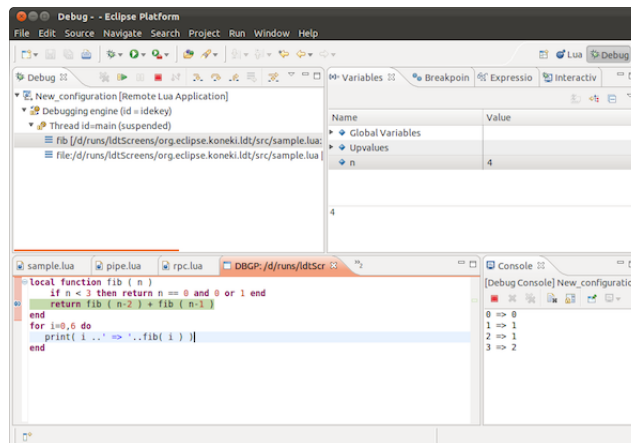 Debug - - Eclipse Platform
File Edit Source Navigate Search Project Run Window Help
Lua Debug
Debug
New_configuration [Remote Lua Application]
Debugging engine (id = idekey)
Thread id=main (suspended)
fib [/d/runs/ldtScreens/org.eclipse.koneki.ldt/src/sample.lua:
file:/d/runs/ldtScreens/org.eclipse.koneki.ldt/src/sample.lua [
Variables Breakpoin Expressio Interactiv
Name Value
Global Variables
Upvalues
n 4
4
sample.lua pipe.lua rpc.lua DBGP: /d/runs/ldtScr
local function fib ( n )
if n < 3 then return n == 0 and 0 or 1 end
return fib ( n-2 ) + fib ( n-1 )
end
for i=0,6 do
print( i ..' => '..fib( i ) )
end
Console
[Debug Console] New_configuratio
0 => 0
1 => 1
2 => 1
3 => 2